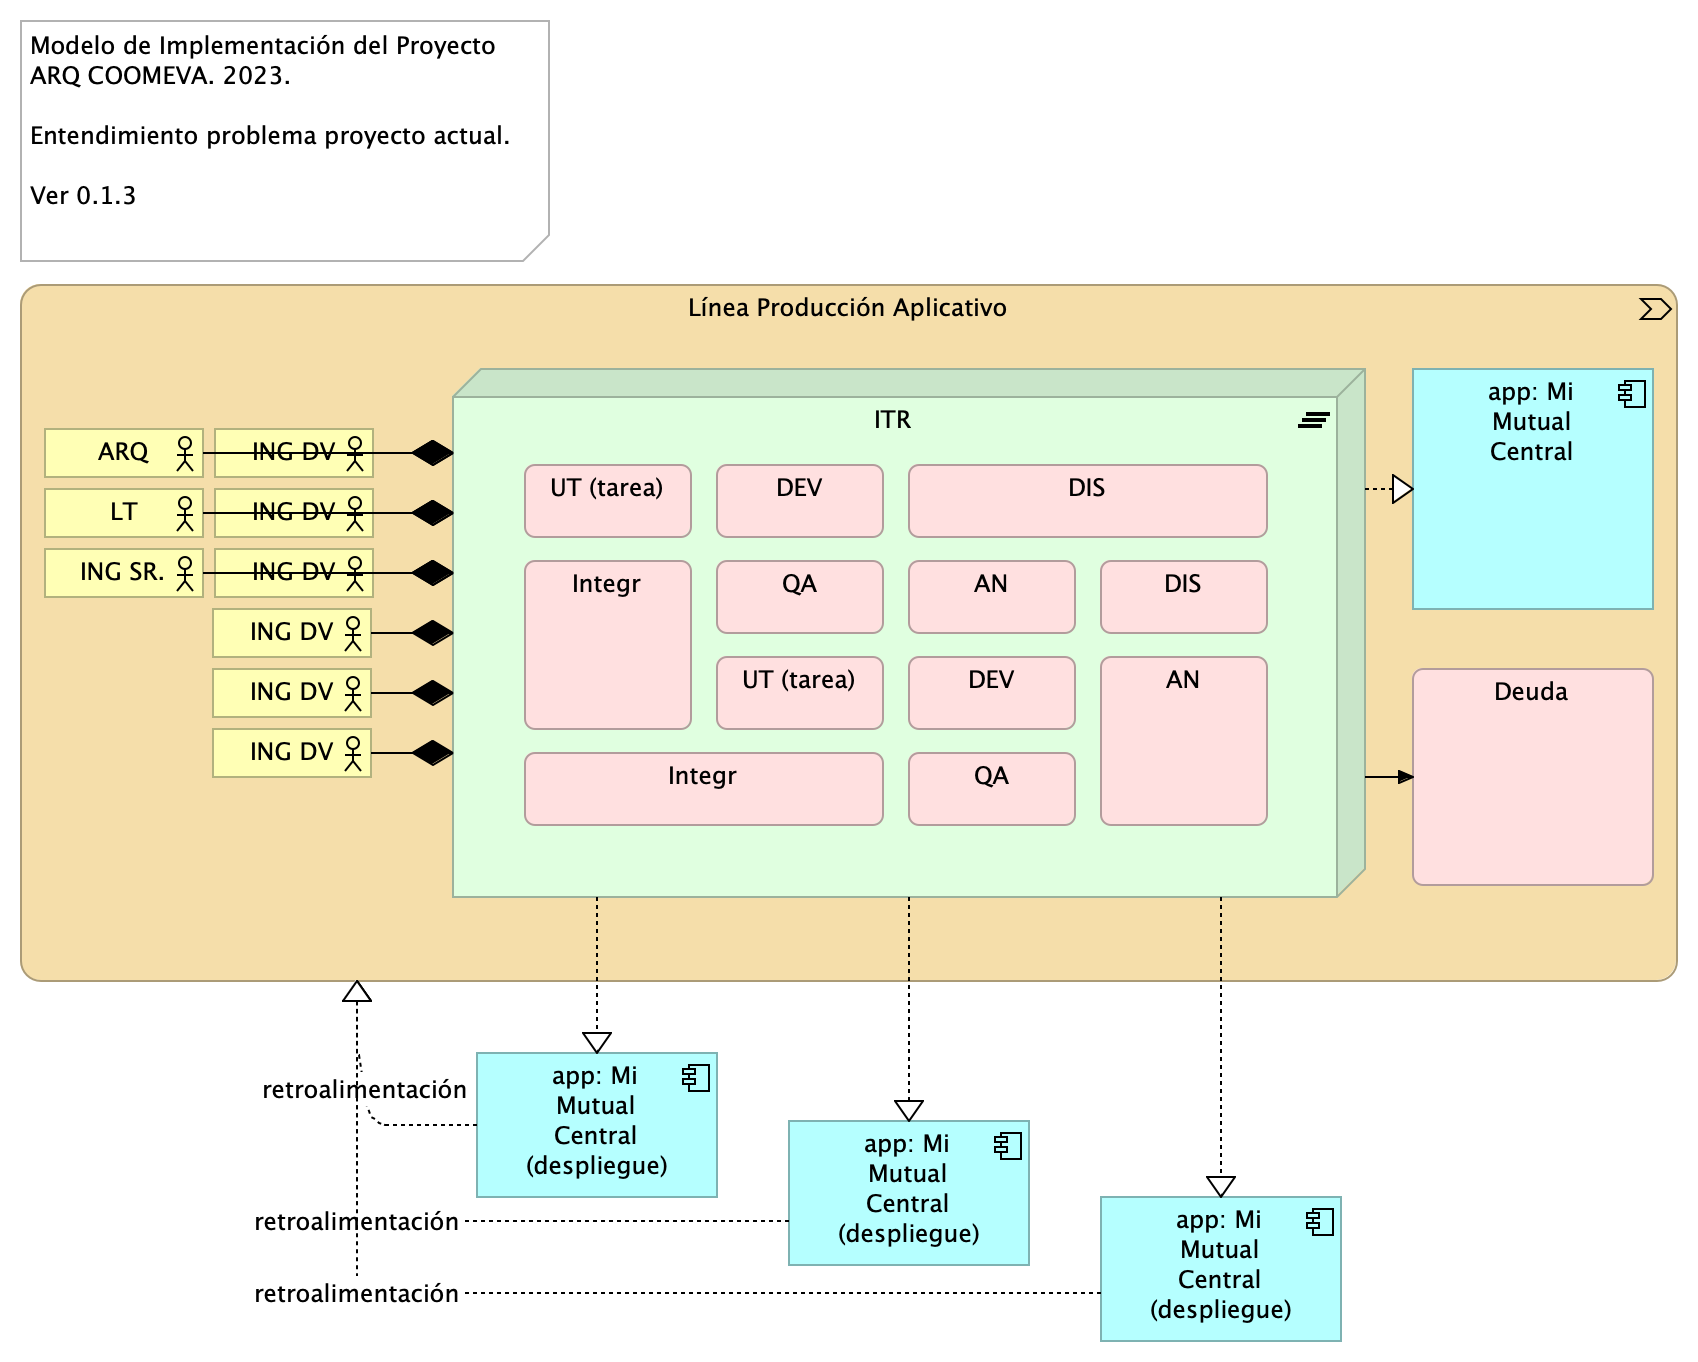 Modelo de Implementación del Proyecto
ARQ COOMEVA. 2023.
Entendimiento problema proyecto actual.
Ver 0.1.3
Línea Producción Aplicativo
ITR
ARQ
ING DV
LT
ING DV
ING SR.
ING DV
ING DV
ING DV
ING DV
UT (tarea)
DEV
DIS
Integr
QA
AN
DIS
UT (tarea)
DEV
AN
Integr
QA
app: Mi
Mutual
Central
Deuda
retroalimentación
app: Mi
Mutual
Central
(despliegue)
retroalimentación
app: Mi
Mutual
Central
(despliegue)
retroalimentación
app: Mi
Mutual
Central
(despliegue)